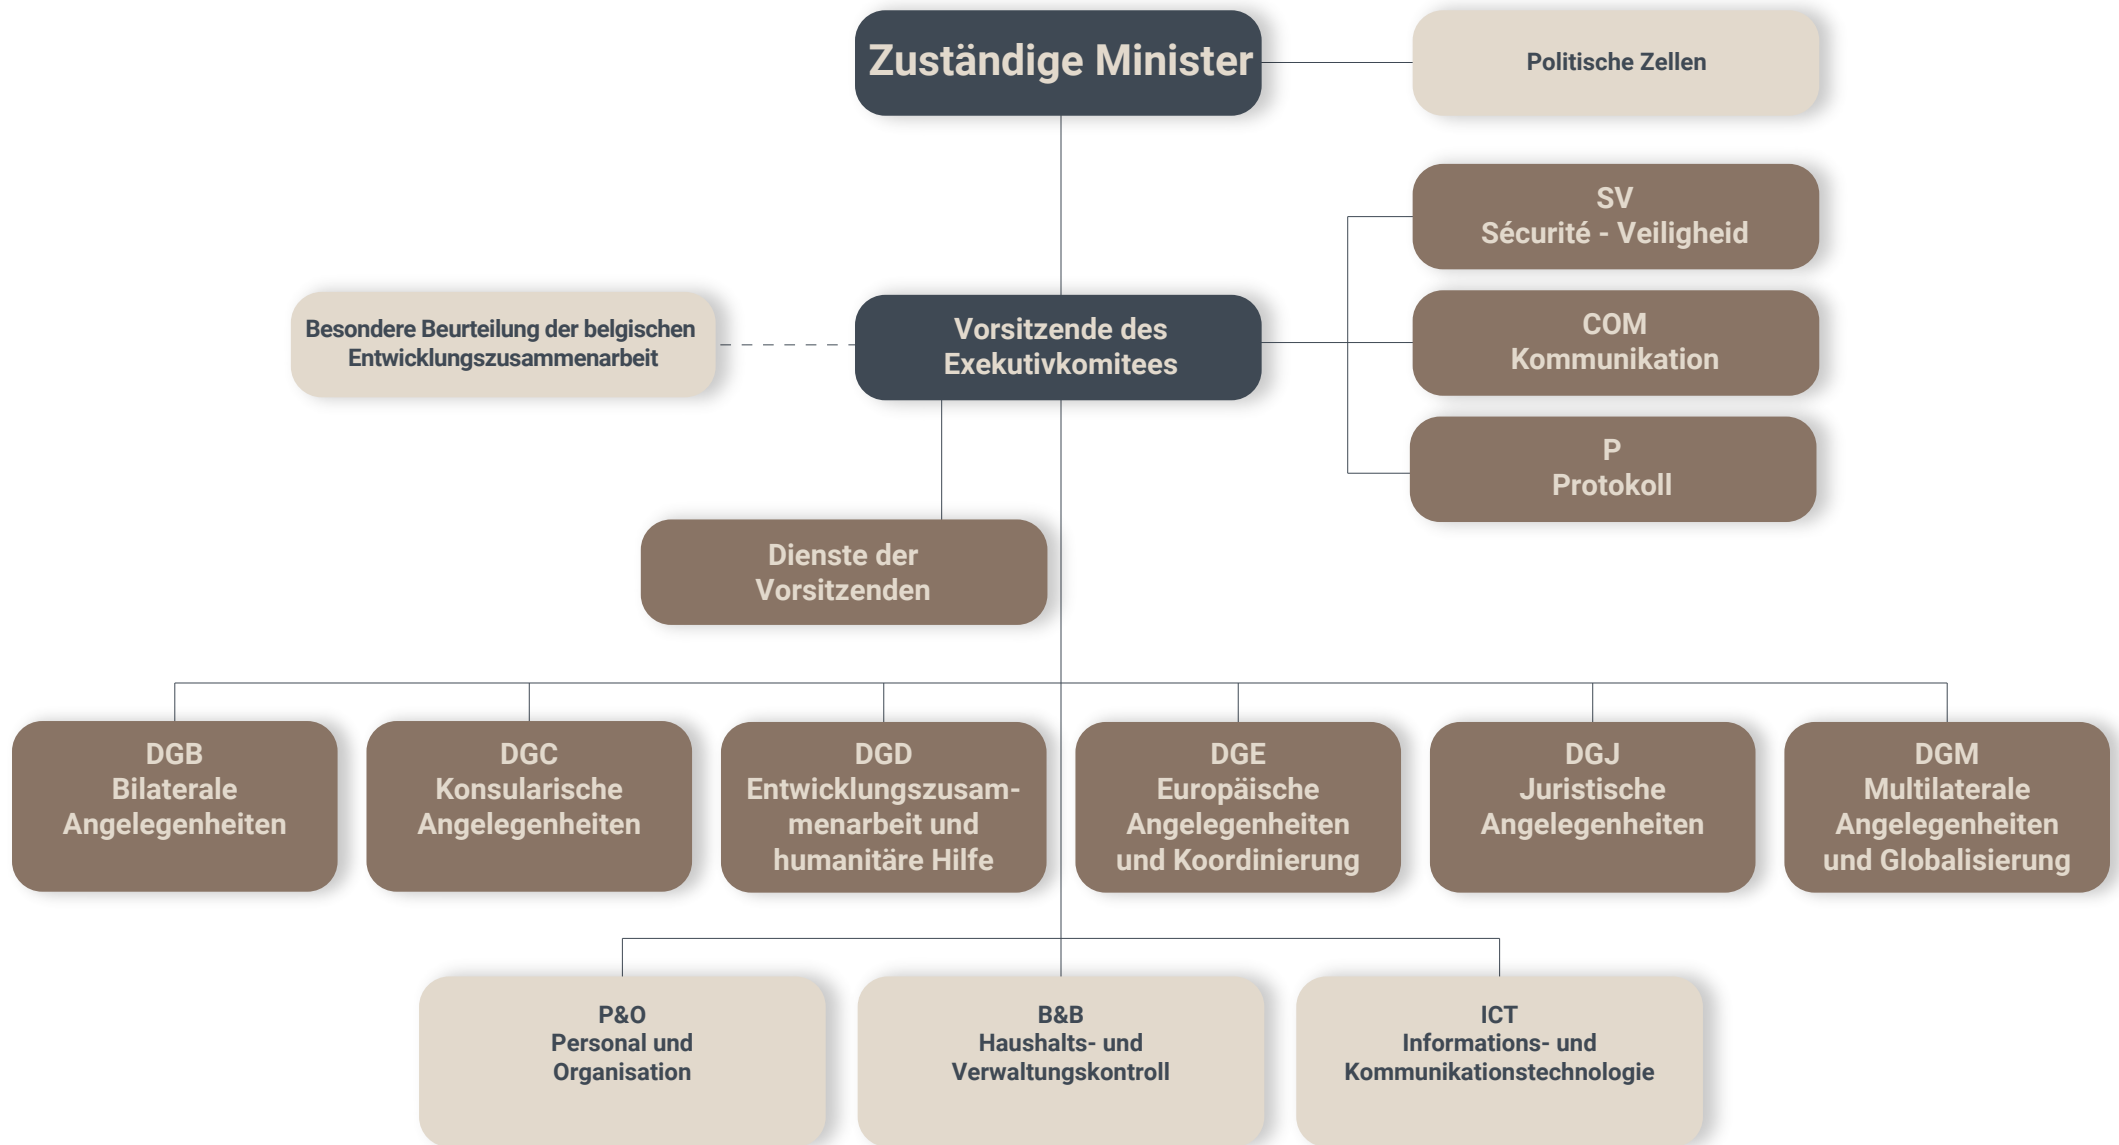 Zuständige Minister
Politische Zellen
SV
Sécurité - Veiligheid
Besondere Beurteilung der belgischen
Entwicklungszusammenarbeit
Vorsitzende des
Exekutivkomitees
COM
Kommunikation
P
Protokoll
Dienste der
Vorsitzenden
DGB
Bilaterale
Angelegenheiten
DGC
Konsularische
Angelegenheiten
DGD
Entwicklungszusam-
menarbeit und
humanitäre Hilfe
DGE
Europäische
Angelegenheiten
und Koordinierung
DGJ
Juristische
Angelegenheiten
DGM
Multilaterale
Angelegenheiten
und Globalisierung
P&O
Personal und
Organisation
B&B
Haushalts- und
Verwaltungskontroll
ICT
Informations- und
Kommunikationstechnologie